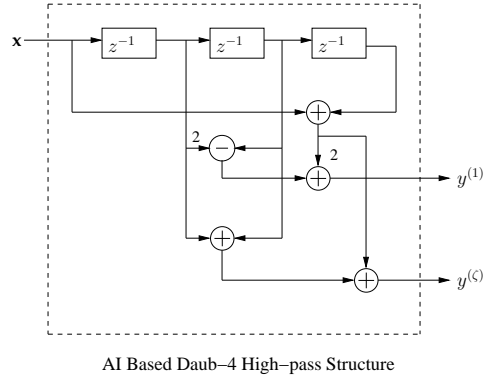 x z⁻¹ z⁻¹ z⁻¹
+
2 − 2
+ y⁽¹⁾
+
+ y⁽ζ⁾
AI Based Daub−4 High−pass Structure